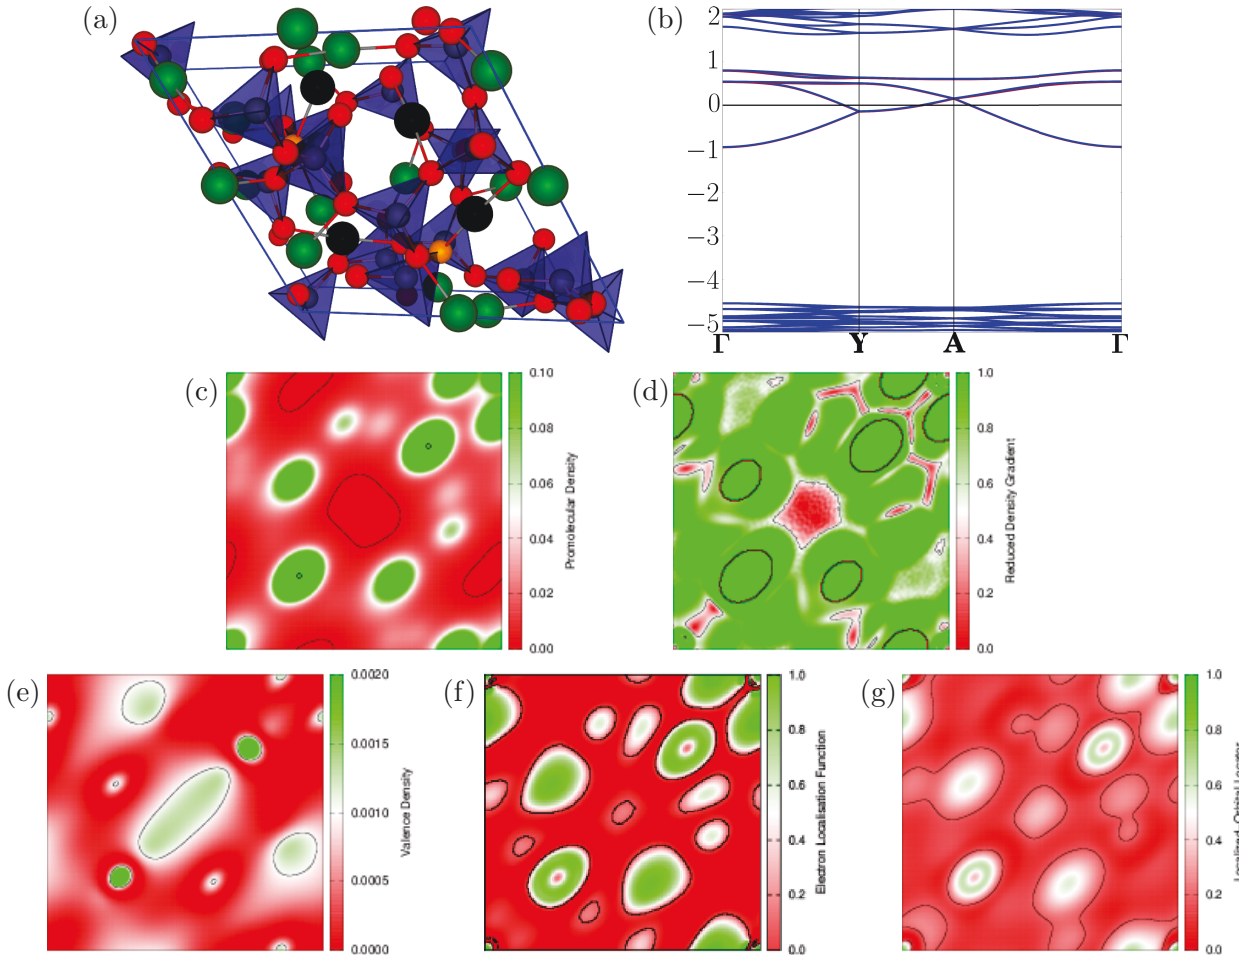 (a)
(b)
2
1
0
−1
−2
−3
−4
−5
Γ
Y
A
Γ
(c)
0.10
0.08
0.06
0.04
0.02
0.00
Promolecular Density
(d)
1.0
0.8
0.6
0.4
0.2
0.0
Reduced Density Gradient
(e)
0.0020
0.0015
0.0010
0.0005
0.0000
Valence Density
(f)
1.0
0.8
0.6
0.4
0.2
0.0
Electron Localisation Function
(g)
1.0
0.8
0.6
0.4
0.2
0.0
Localized-Orbital Locator